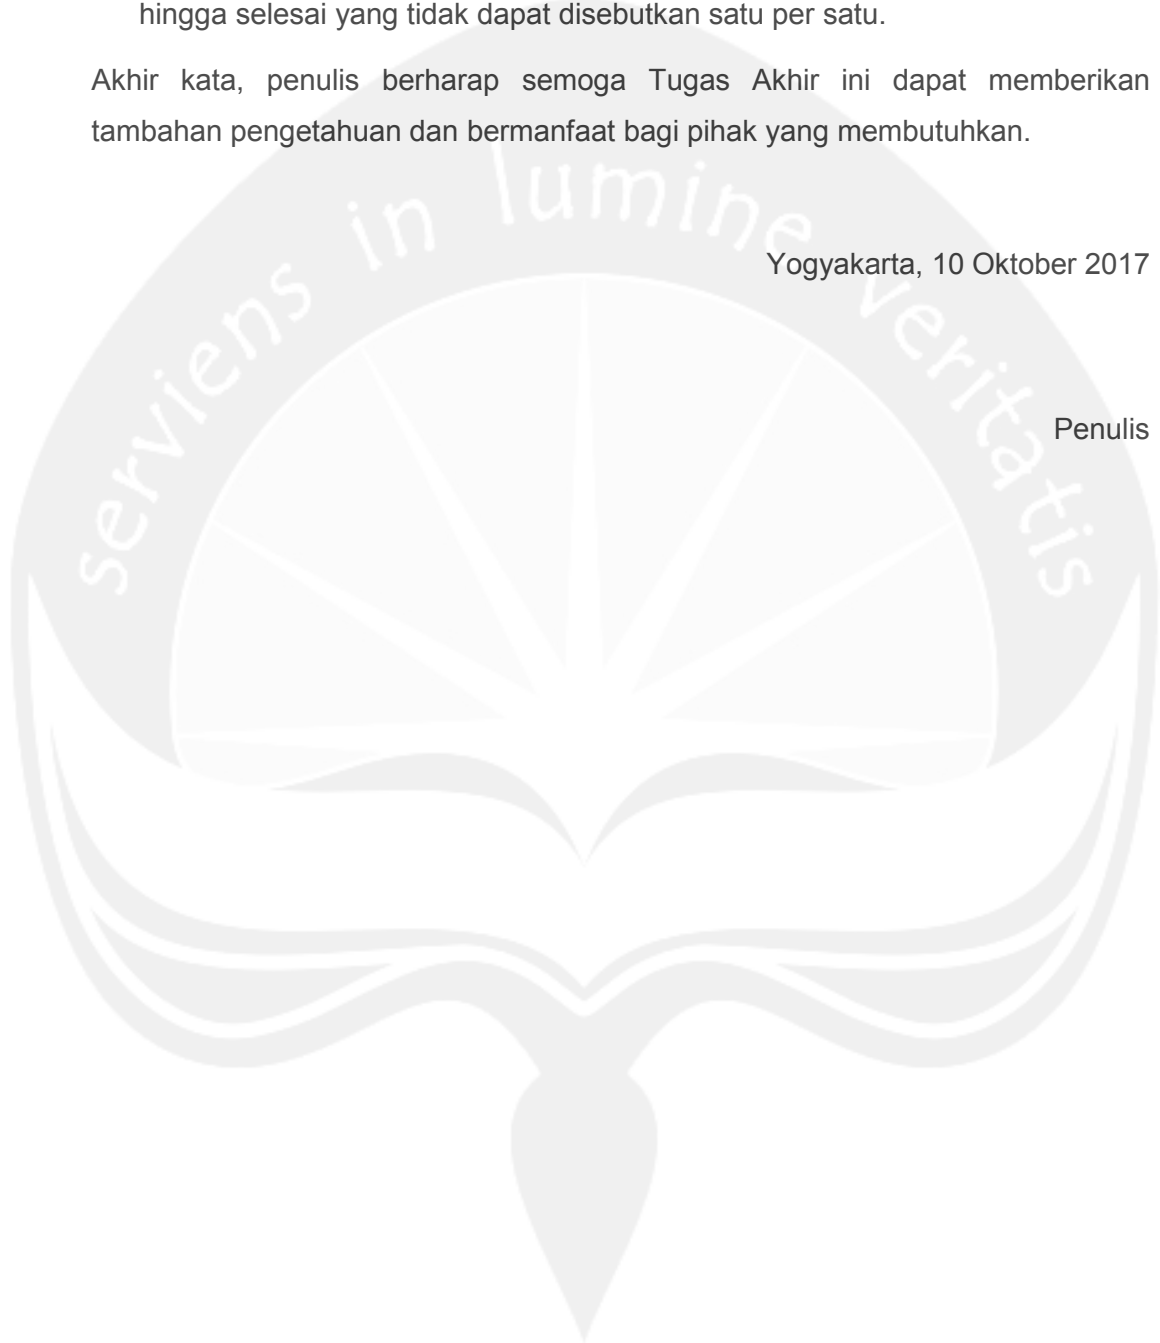 hingga selesai yang tidak dapat disebutkan satu per satu.
Akhir kata, penulis berharap semoga Tugas Akhir ini dapat memberikan
tambahan pengetahuan dan bermanfaat bagi pihak yang membutuhkan.
serviens in lumine veritatis
Yogyakarta, 10 Oktober 2017
Penulis